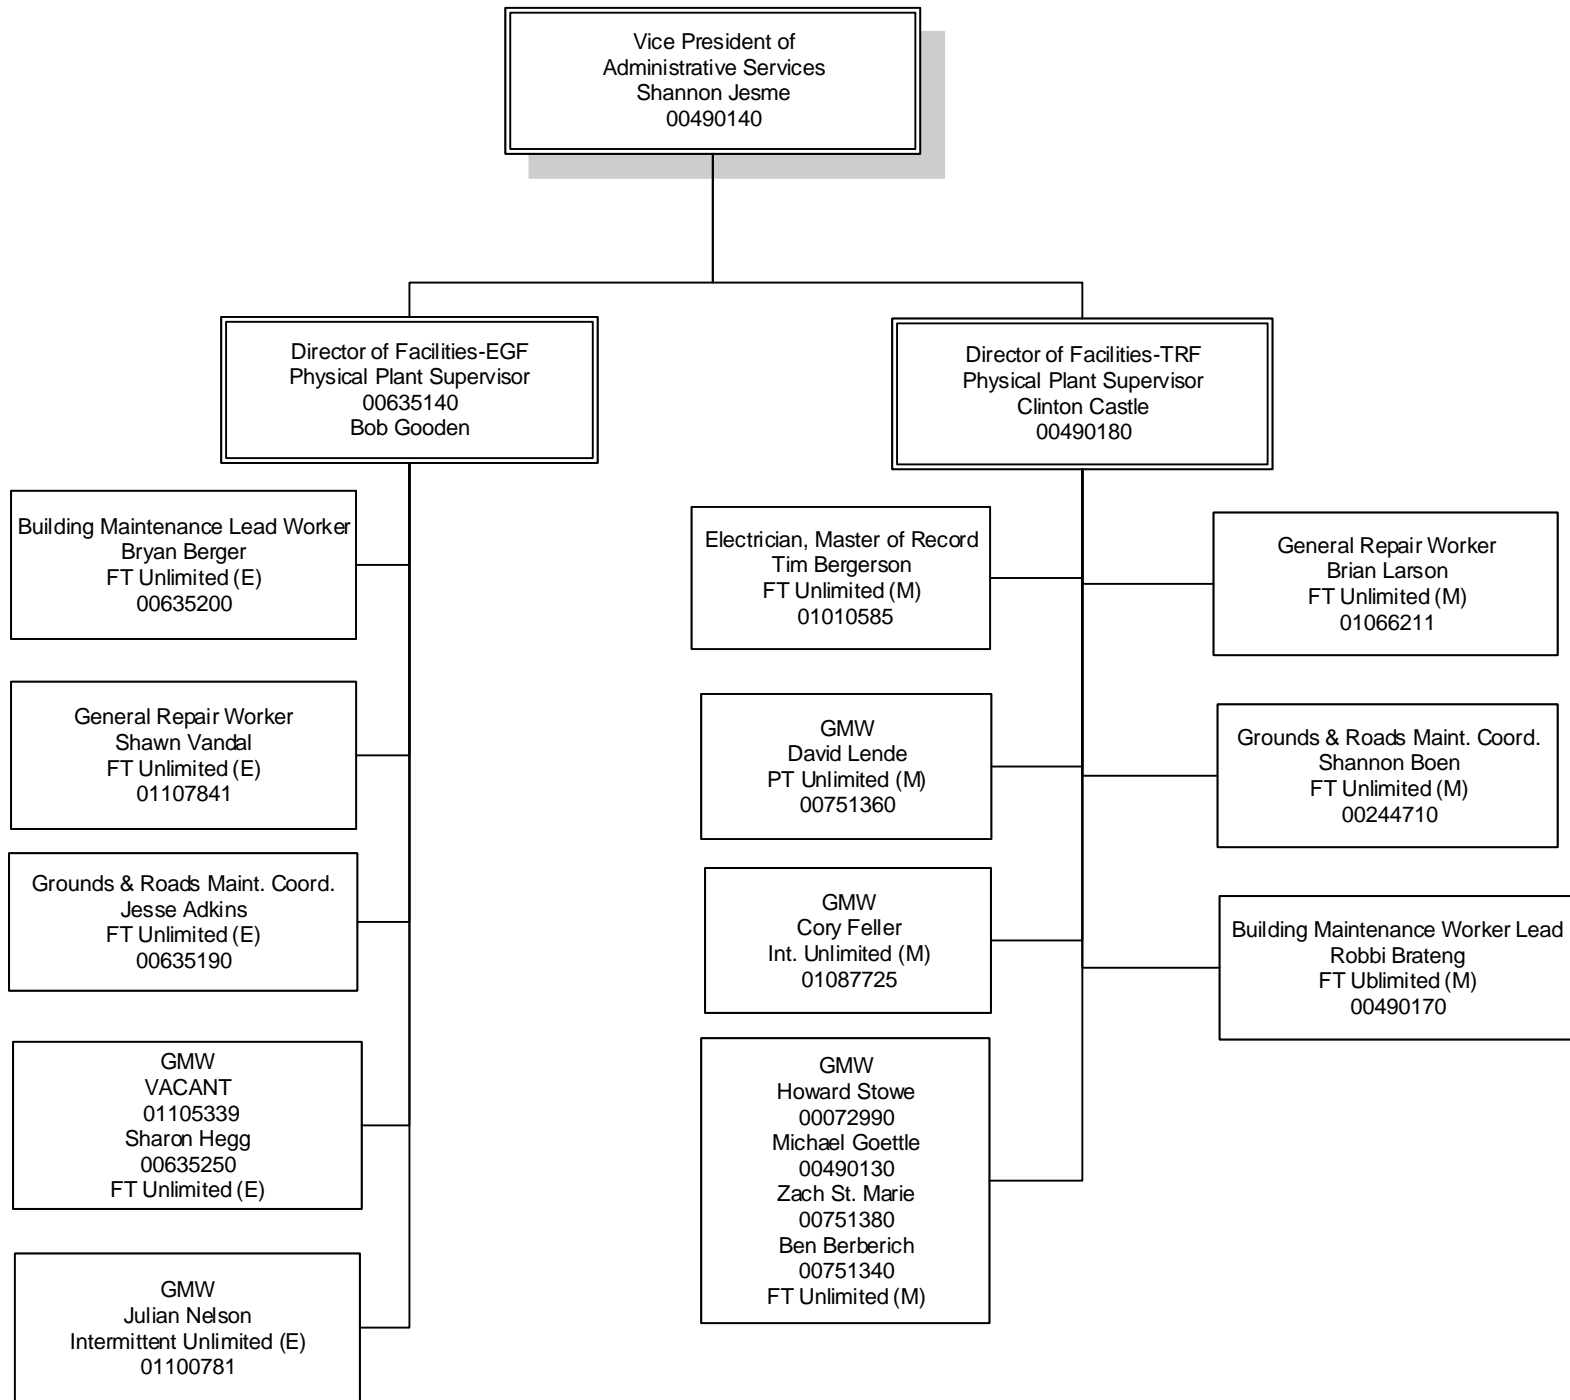 Vice President of
Administrative Services
Shannon Jesme
00490140
Director of Facilities-EGF
Physical Plant Supervisor
00635140
Bob Gooden
Director of Facilities-TRF
Physical Plant Supervisor
Clinton Castle
00490180
Building Maintenance Lead Worker
Bryan Berger
FT Unlimited (E)
00635200
General Repair Worker
Shawn Vandal
FT Unlimited (E)
01107841
Grounds & Roads Maint. Coord.
Jesse Adkins
FT Unlimited (E)
00635190
GMW
VACANT
01105339
Sharon Hegg
00635250
FT Unlimited (E)
GMW
Julian Nelson
Intermittent Unlimited (E)
01100781
Electrician, Master of Record
Tim Bergerson
FT Unlimited (M)
01010585
GMW
David Lende
PT Unlimited (M)
00751360
GMW
Cory Feller
Int. Unlimited (M)
01087725
GMW
Howard Stowe
00072990
Michael Goettle
00490130
Zach St. Marie
00751380
Ben Berberich
00751340
FT Unlimited (M)
General Repair Worker
Brian Larson
FT Unlimited (M)
01066211
Grounds & Roads Maint. Coord.
Shannon Boen
FT Unlimited (M)
00244710
Building Maintenance Worker Lead
Robbi Brateng
FT Ublimited (M)
00490170